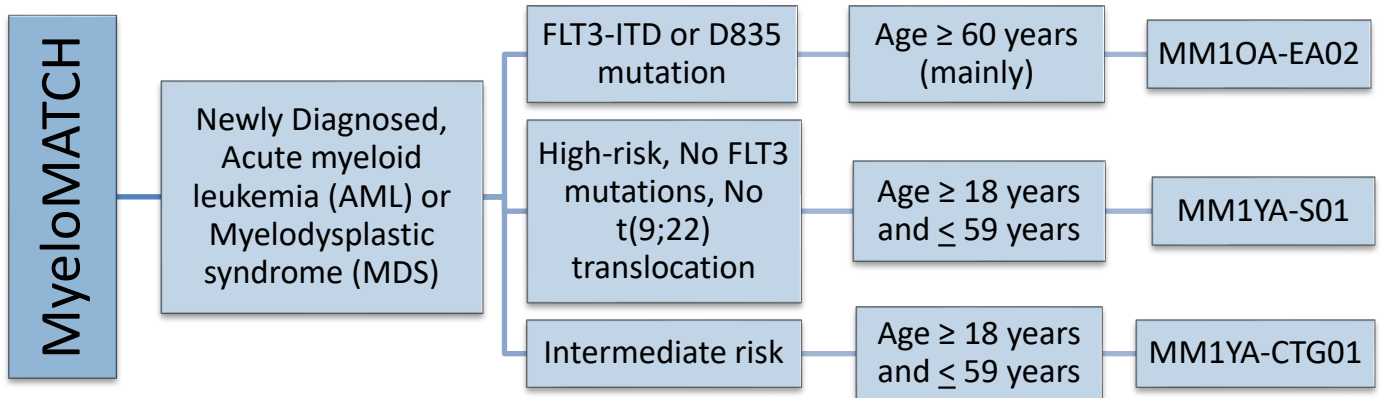 MyeloMATCH
Newly Diagnosed,
Acute myeloid
leukemia (AML) or
Myelodysplastic
syndrome (MDS)
FLT3-ITD or D835
mutation
Age ≥ 60 years
(mainly)
MM1OA-EA02
High-risk, No FLT3
mutations, No
t(9;22)
translocation
Age ≥ 18 years
and ≤ 59 years
MM1YA-S01
Intermediate risk
Age ≥ 18 years
and ≤ 59 years
MM1YA-CTG01